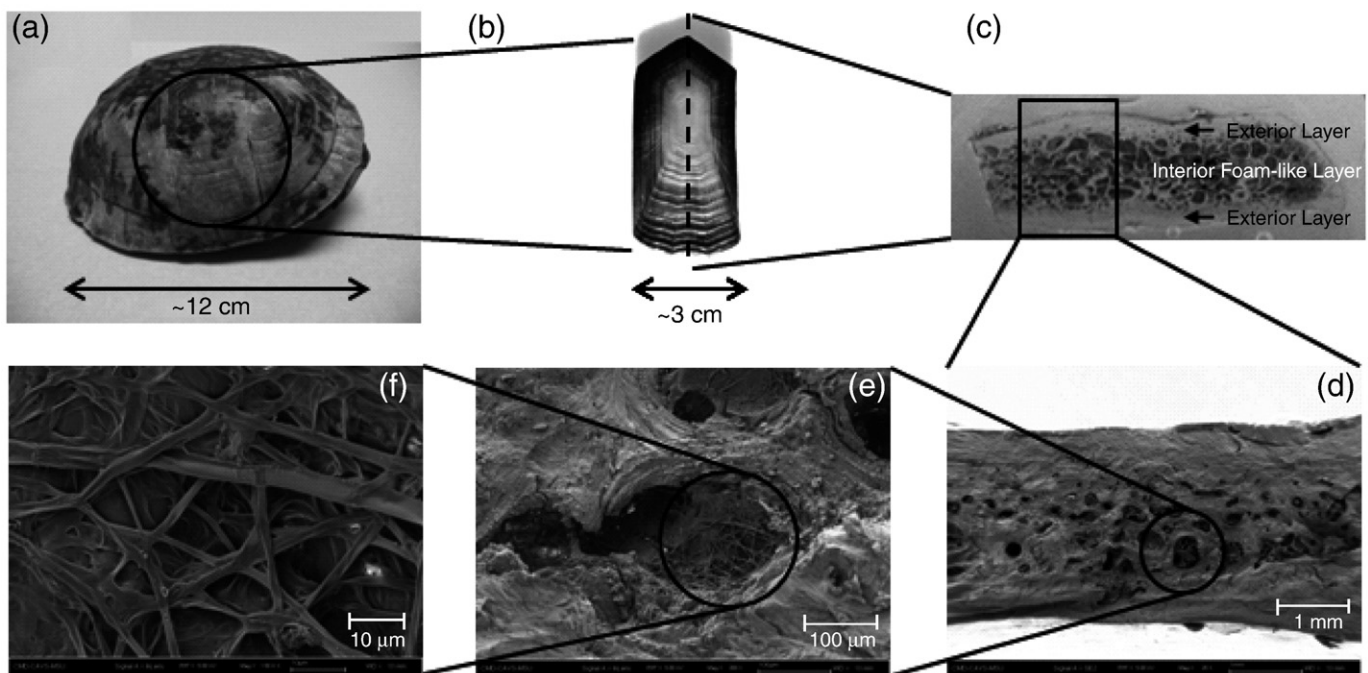 (a)
(b)
(c)
Exterior Layer
Interior Foam-like Layer
Exterior Layer
~12 cm
~3 cm
(f)
(e)
(d)
10 μm
100 μm
1 mm